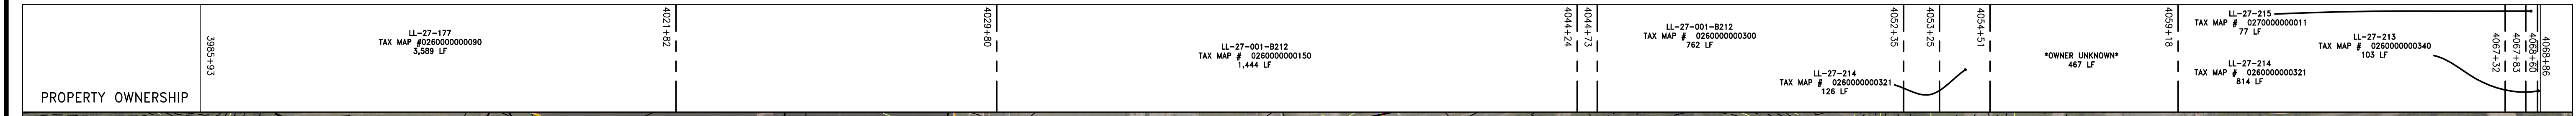 PROPERTY OWNERSHIP
3985+93
LL-27-177
TAX MAP #0260000000090
3,589 LF
4021+82
4029+80
LL-27-001-B212
TAX MAP # 0260000000150
1,444 LF
4044+24
4044+73
LL-27-001-B212
TAX MAP # 0260000000300
762 LF
LL-27-214
TAX MAP # 0260000000321
126 LF
4052+35
4053+25
4054+51
*OWNER UNKNOWN*
467 LF
4059+18
LL-27-215
TAX MAP # 0270000000011
77 LF
LL-27-214
TAX MAP # 0260000000321
814 LF
LL-27-213
TAX MAP # 0260000000340
103 LF
4067+32
4067+83
4068+60
4068+86